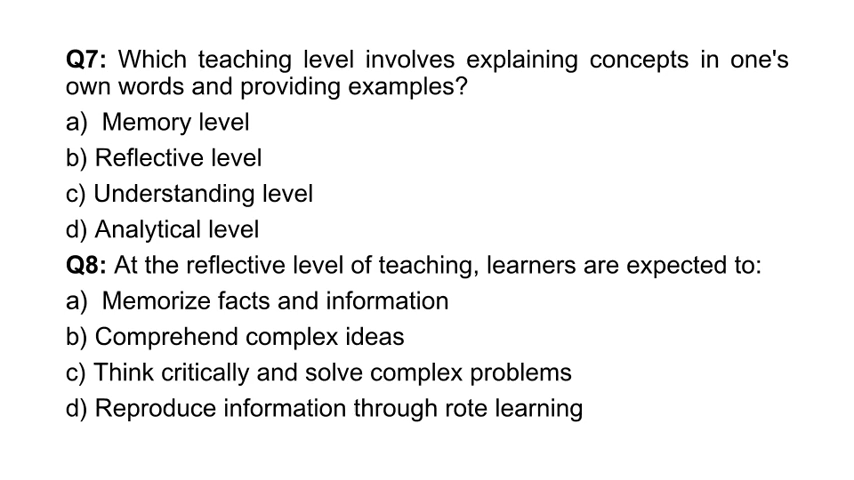 Q7: Which teaching level involves explaining concepts in one's
own words and providing examples?
a) Memory level
b) Reflective level
c) Understanding level
d) Analytical level
Q8: At the reflective level of teaching, learners are expected to:
a) Memorize facts and information
b) Comprehend complex ideas
c) Think critically and solve complex problems
d) Reproduce information through rote learning